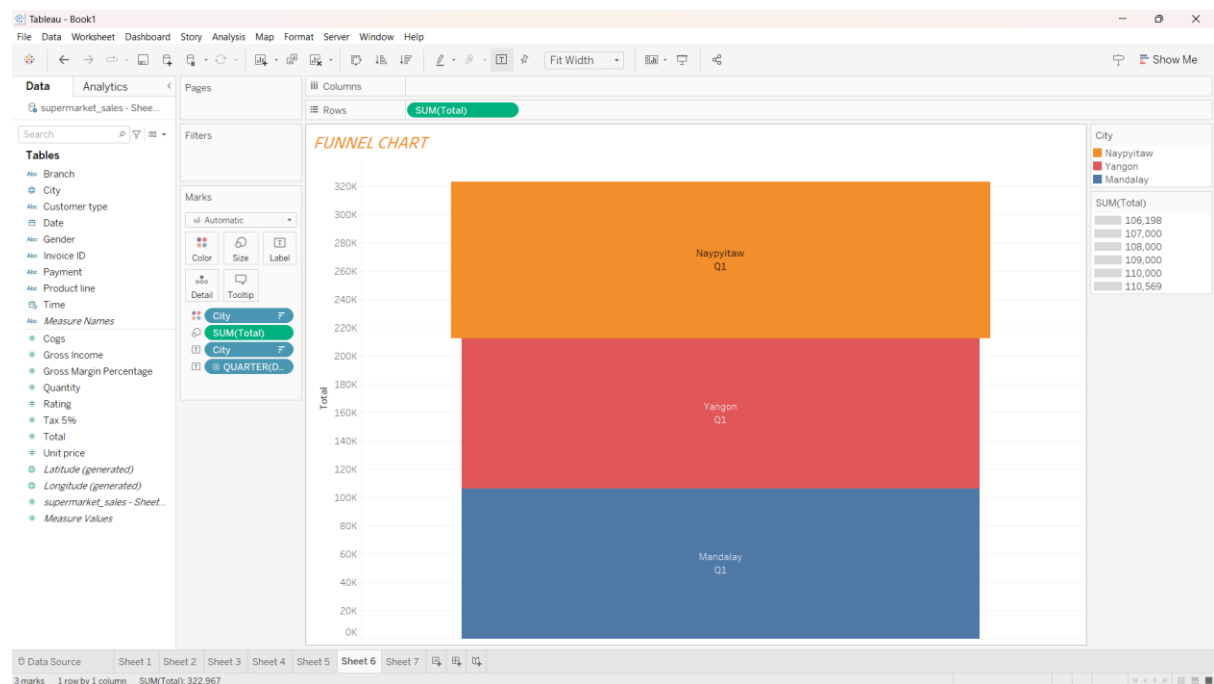 Tableau - Book1
File Data Worksheet Dashboard Story Analysis Map Format Server Window Help
Fit Width
Show Me
Data Analytics
supermarket_sales - Shee...
Search
Tables
Abc Branch
City
Abc Customer type
Date
Abc Gender
Abc Invoice ID
Abc Payment
Abc Product line
Time
Abc Measure Names
# Cogs
# Gross Income
# Gross Margin Percentage
# Quantity
# Rating
# Tax 5%
# Total
# Unit price
Latitude (generated)
Longitude (generated)
# supermarket_sales - Sheet...
# Measure Values
Pages
Filters
Marks
Automatic
Color Size Label
Detail Tooltip
City
SUM(Total)
City
QUARTER(D..
Columns
Rows SUM(Total)
FUNNEL CHART
320K
300K
280K
260K
240K
220K
200K
180K
160K
140K
120K
100K
80K
60K
40K
20K
0K
Total
Naypyitaw
Q1
Yangon
Q1
Mandalay
Q1
City
Naypyitaw
Yangon
Mandalay
SUM(Total)
106,198
107,000
108,000
109,000
110,000
110,569
Data Source Sheet 1 Sheet 2 Sheet 3 Sheet 4 Sheet 5 Sheet 6 Sheet 7
3 marks 1 row by 1 column SUM(Total): 322,967